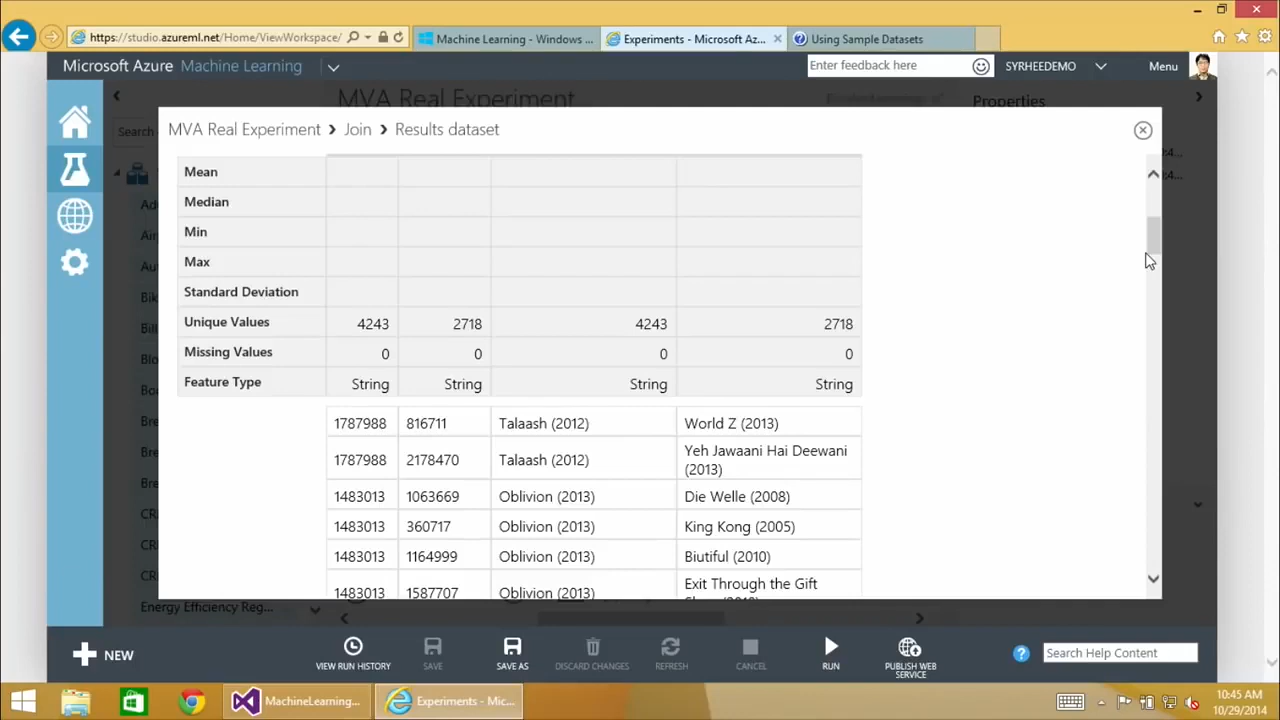 https://studio.azureml.net/Home/ViewWorkspace/
Machine Learning - Windows ...
Experiments - Microsoft Az...
Using Sample Datasets
Microsoft Azure Machine Learning
Enter feedback here
SYRHEEDEMO
Menu
MVA Real Experiment
Properties
Search
MVA Real Experiment > Join > Results dataset
Mean
Median
Min
Max
Standard Deviation
Unique Values 4243 2718 4243 2718
Missing Values 0 0 0 0
Feature Type String String String String
1787988 816711 Talaash (2012) World Z (2013)
1787988 2178470 Talaash (2012) Yeh Jawaani Hai Deewani
(2013)
1483013 1063669 Oblivion (2013) Die Welle (2008)
1483013 360717 Oblivion (2013) King Kong (2005)
1483013 1164999 Oblivion (2013) Biutiful (2010)
1483013 1587707 Oblivion (2013) Exit Through the Gift
Energy Efficiency Reg...
NEW
VIEW RUN HISTORY
SAVE
SAVE AS
DISCARD CHANGES
REFRESH
CANCEL
RUN
PUBLISH WEB
SERVICE
Search Help Content
MachineLearning...
Experiments - Mic...
10:45 AM
10/29/2014